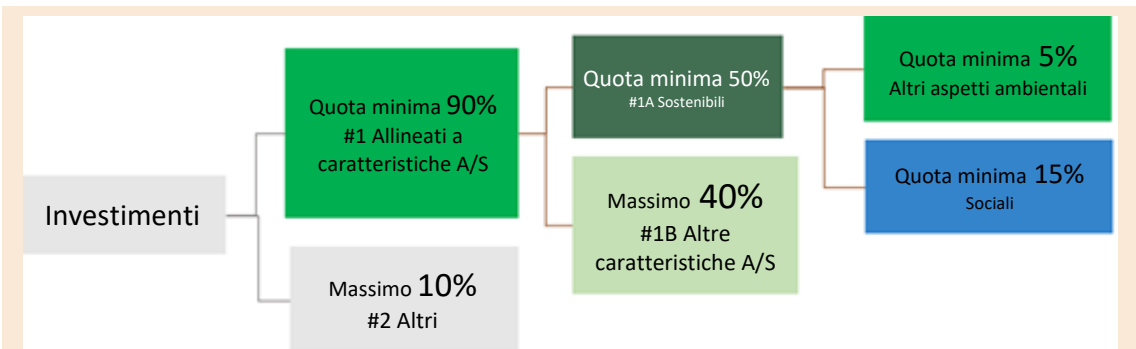 Investimenti
Quota minima 90%
#1 Allineati a
caratteristiche A/S
Massimo 10%
#2 Altri
Quota minima 50%
#1A Sostenibili
Massimo 40%
#1B Altre
caratteristiche A/S
Quota minima 5%
Altri aspetti ambientali
Quota minima 15%
Sociali